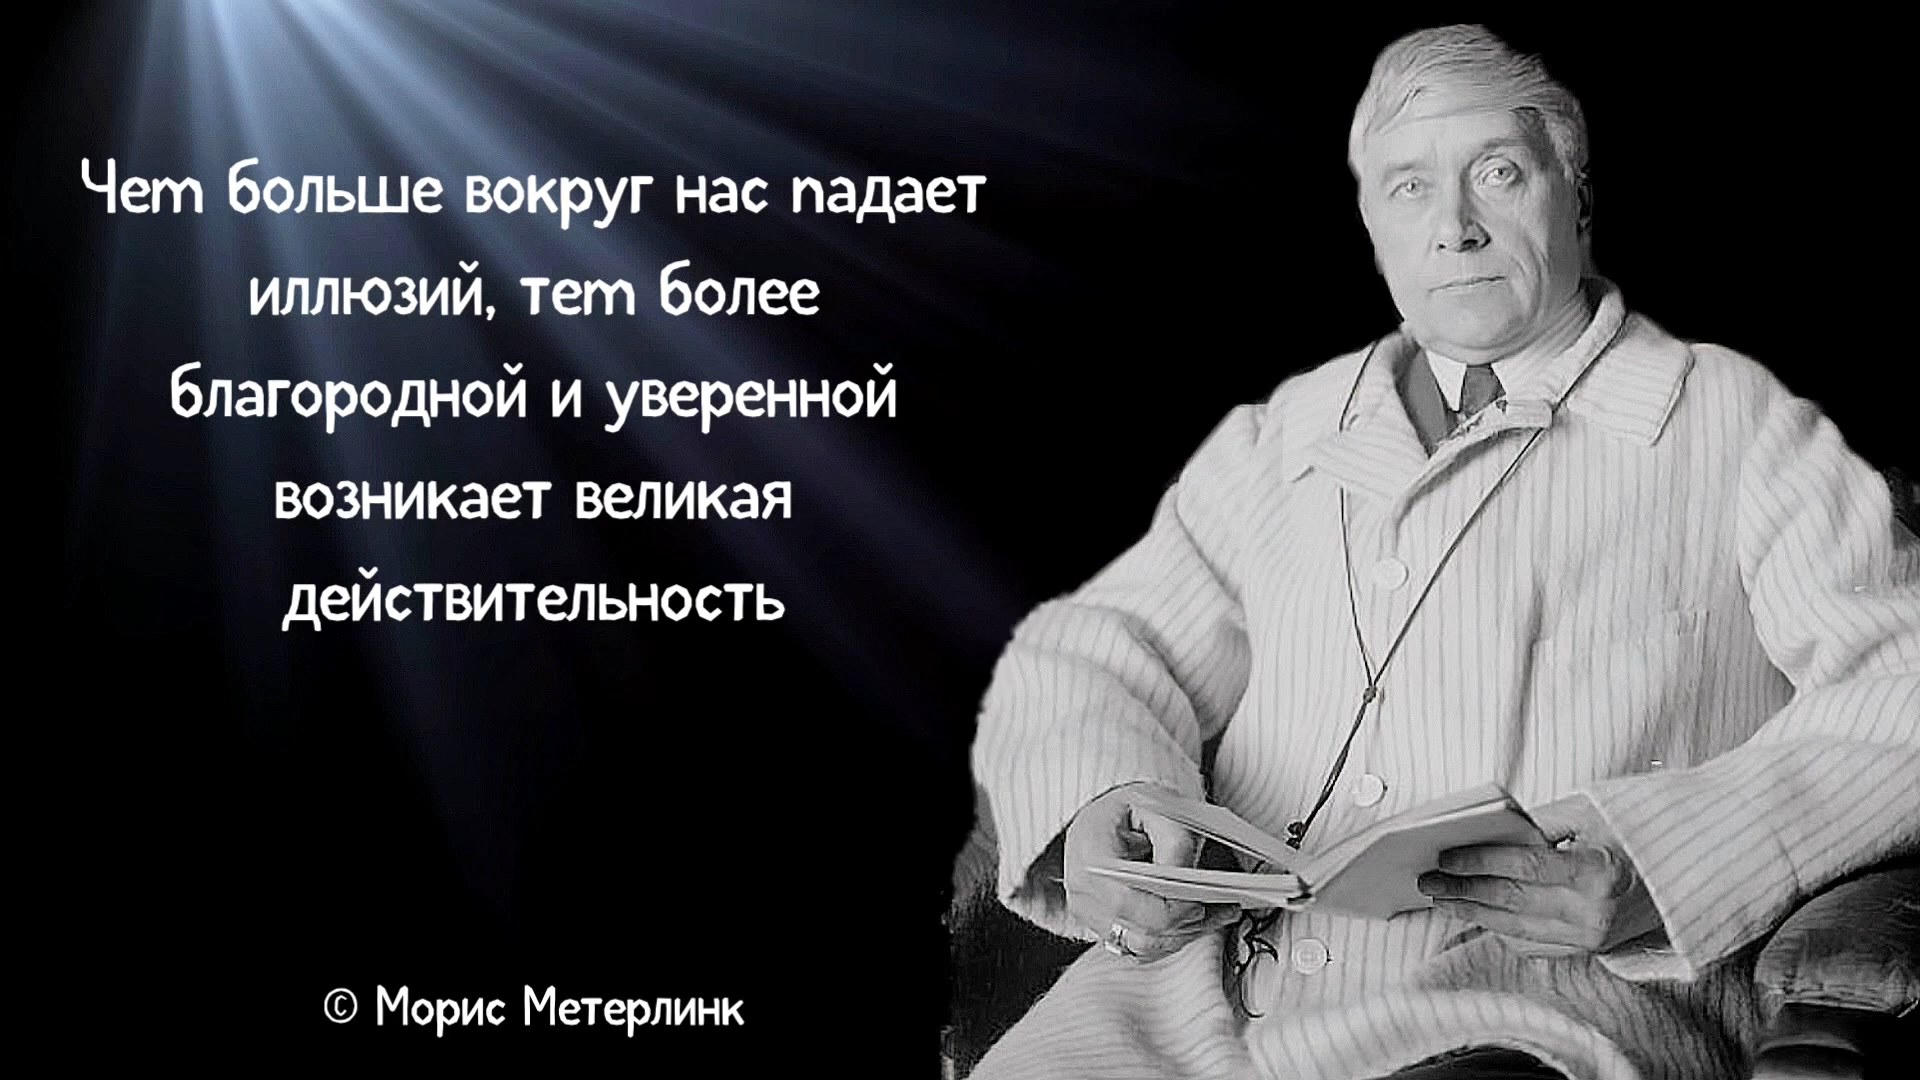 Чем больше вокруг нас падает
иллюзий, тем более
благородной и уверенной
возникает великая
действительность
© Морис Метерлинк